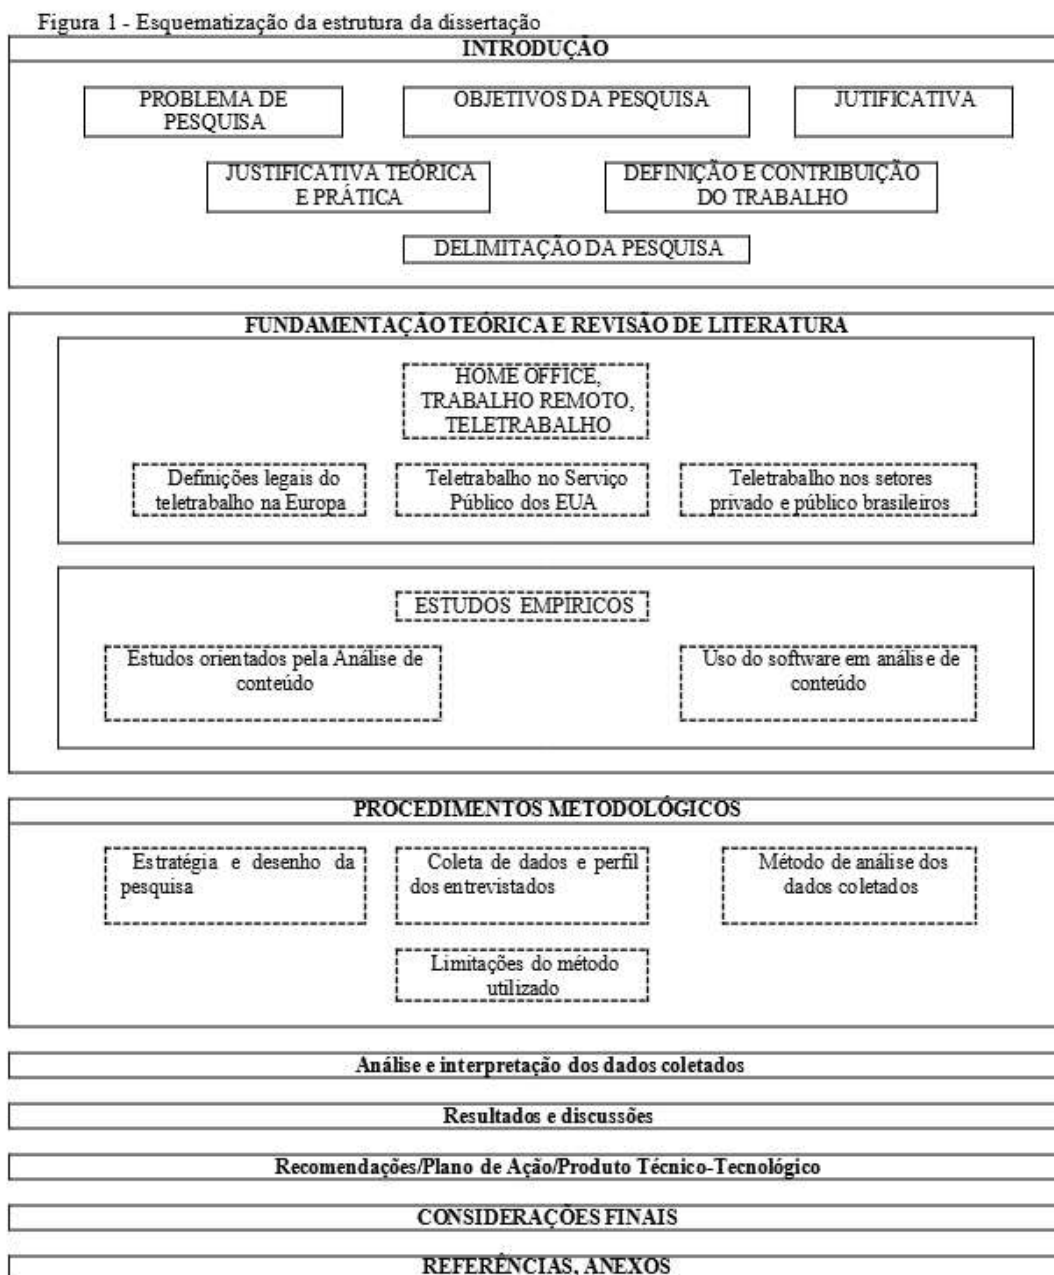 Figura 1 - Esquematização da estrutura da dissertação
INTRODUÇÃO
PROBLEMA DE
PESQUISA
OBJETIVOS DA PESQUISA
JUTIFICATIVA
JUSTIFICATIVA TEÓRICA
E PRÁTICA
DEFINIÇÃO E CONTRIBUIÇÃO
DO TRABALHO
DELIMITAÇÃO DA PESQUISA
FUNDAMENTAÇÃO TEÓRICA E REVISÃO DE LITERATURA
HOME OFFICE,
TRABALHO REMOTO,
TELETRABALHO
Definições legais do
teletrabalho na Europa
Teletrabalho no Serviço
Público dos EUA
Teletrabalho nos setores
privado e público brasileiros
ESTUDOS EMPÍRICOS
Estudos orientados pela Análise de
conteúdo
Uso do software em análise de
conteúdo
PROCEDIMENTOS METODOLÓGICOS
Estratégia e desenho da
pesquisa
Coleta de dados e perfil
dos entrevistados
Método de análise dos
dados coletados
Limitações do método
utilizado
Análise e interpretação dos dados coletados
Resultados e discussões
Recomendações/Plano de Ação/Produto Técnico-Tecnológico
CONSIDERAÇÕES FINAIS
REFERÊNCIAS, ANEXOS